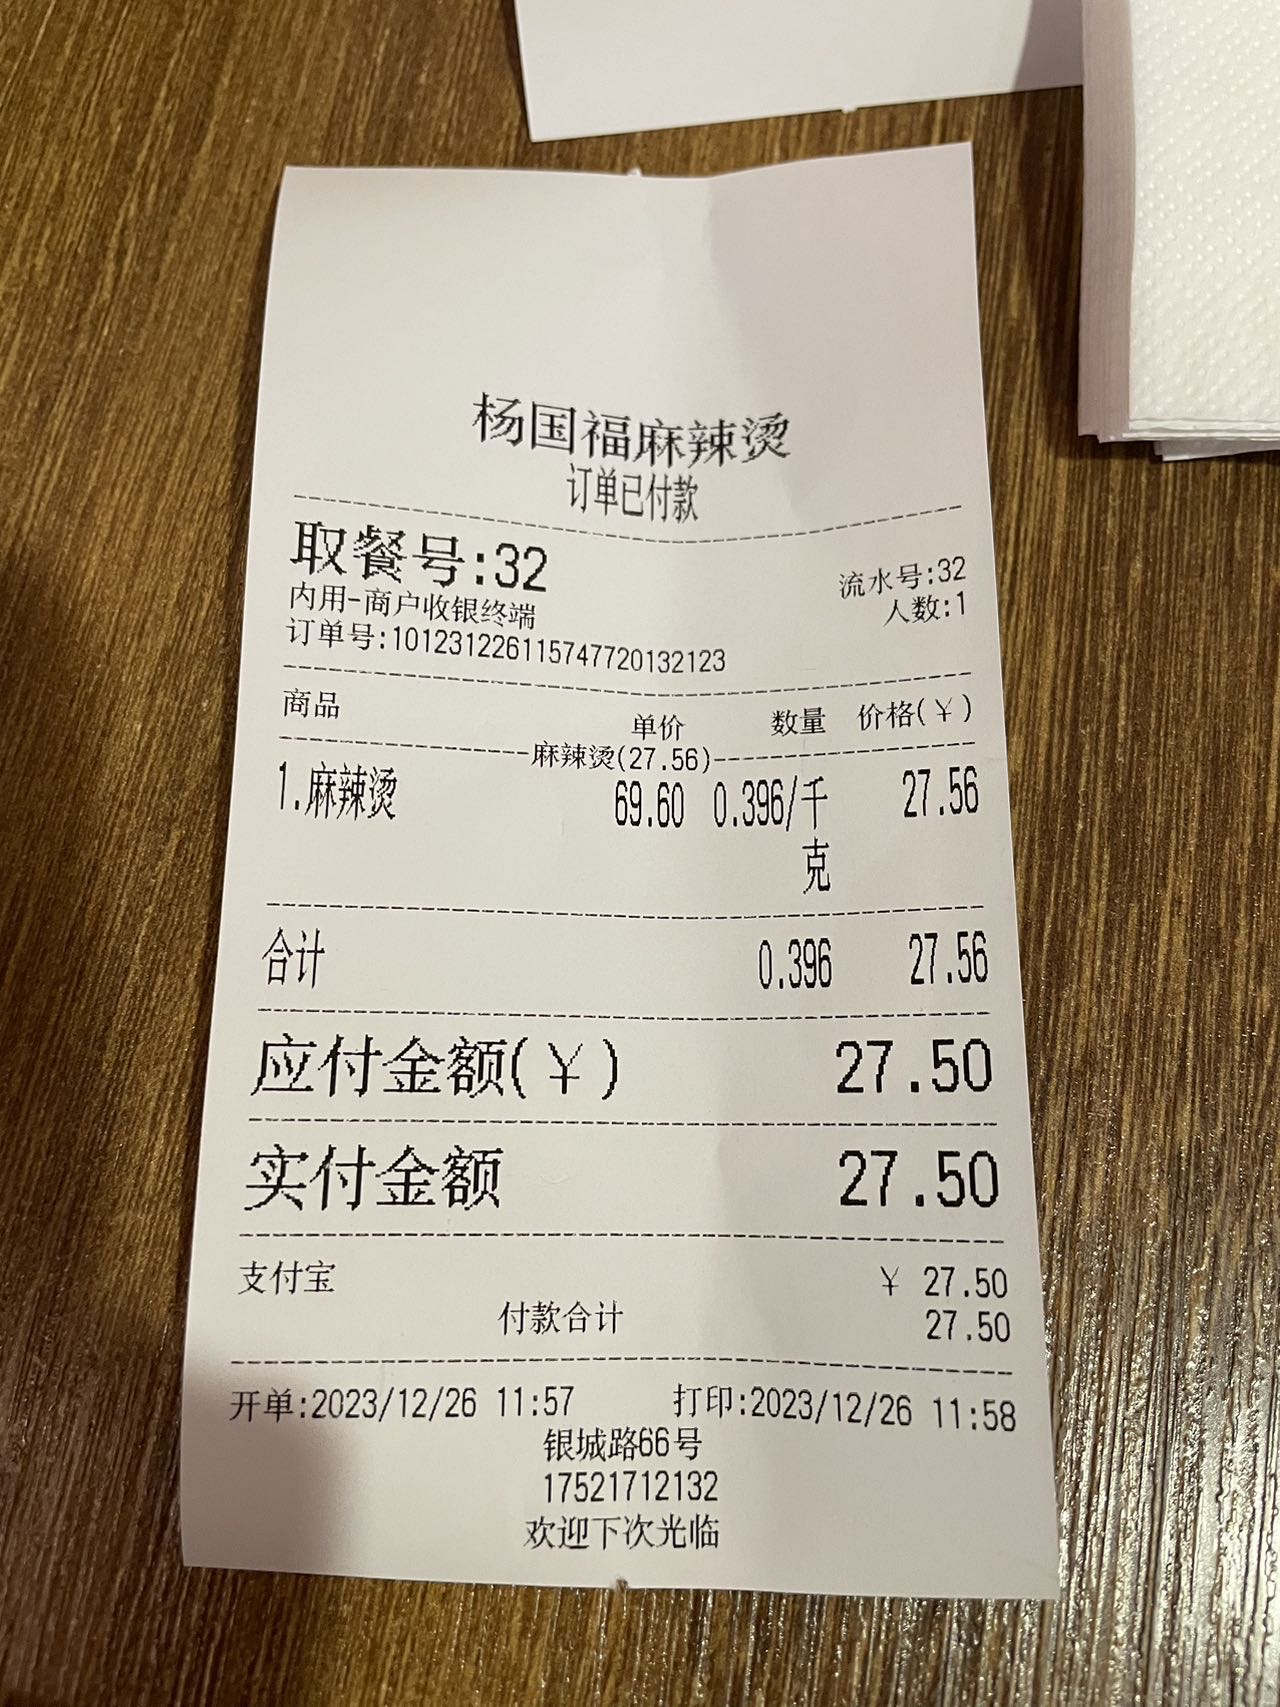 杨国福麻辣烫
订单已付款
取餐号:32 流水号:32
内用-商户收银终端 人数:1
订单号:10123122611574772013​2123
商品 单价 数量 价格(¥)
麻辣烫(27.56)
1.麻辣烫 69.60 0.396/千克 27.56
合计 0.396 27.56
应付金额(¥) 27.50
实付金额 27.50
支付宝 ¥ 27.50
付款合计 27.50
开单:2023/12/26 11:57 打印:2023/12/26 11:58
银城路66号
17521712132
欢迎下次光临